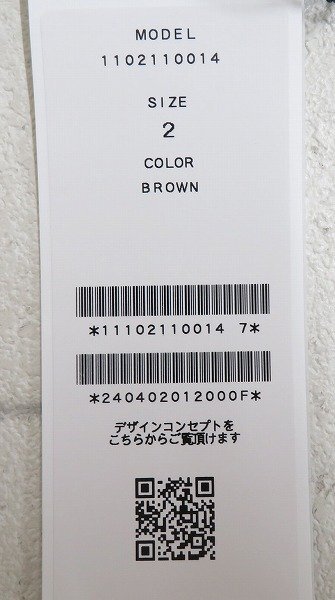 MODEL
1102110014
SIZE
2
COLOR
BROWN
*11102110014 7*
*240402012000F*
デザインコンセプトを
こちらからご覧頂けます